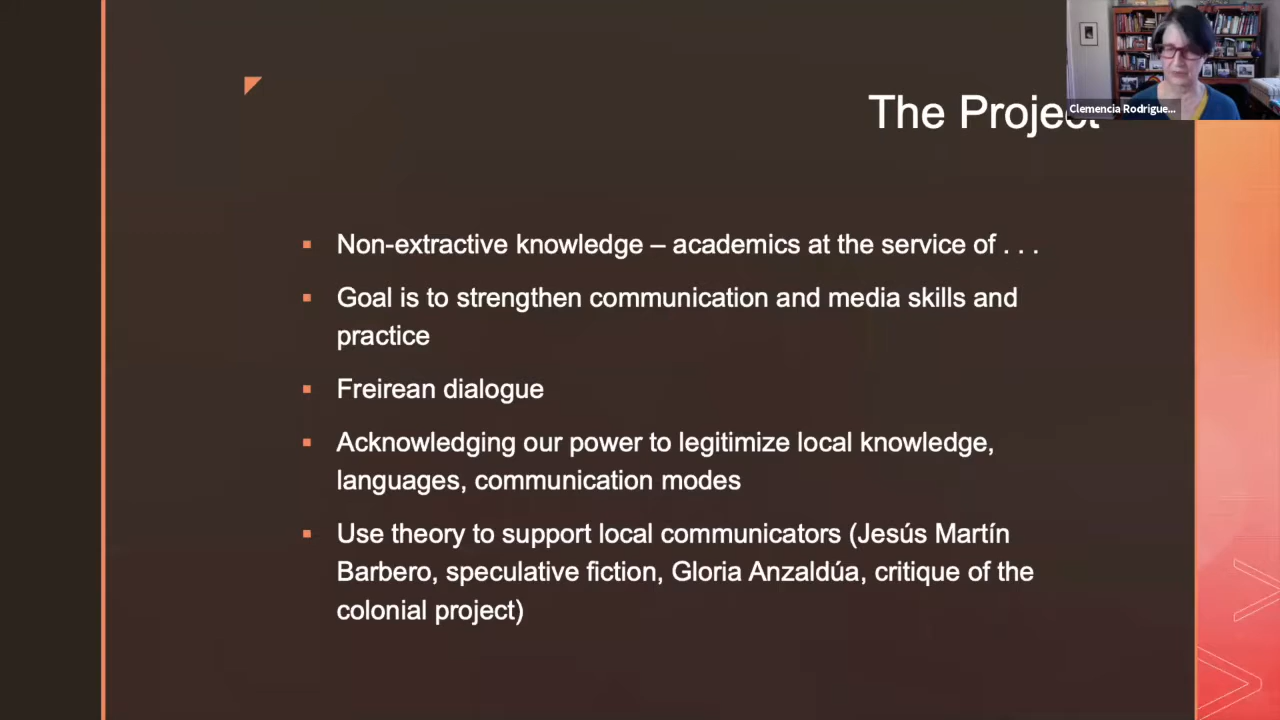 The Project
Clemencia Rodrigue...
▪ Non-extractive knowledge – academics at the service of . . .
▪ Goal is to strengthen communication and media skills and
practice
▪ Freirean dialogue
▪ Acknowledging our power to legitimize local knowledge,
languages, communication modes
▪ Use theory to support local communicators (Jesús Martín
Barbero, speculative fiction, Gloria Anzaldúa, critique of the
colonial project)